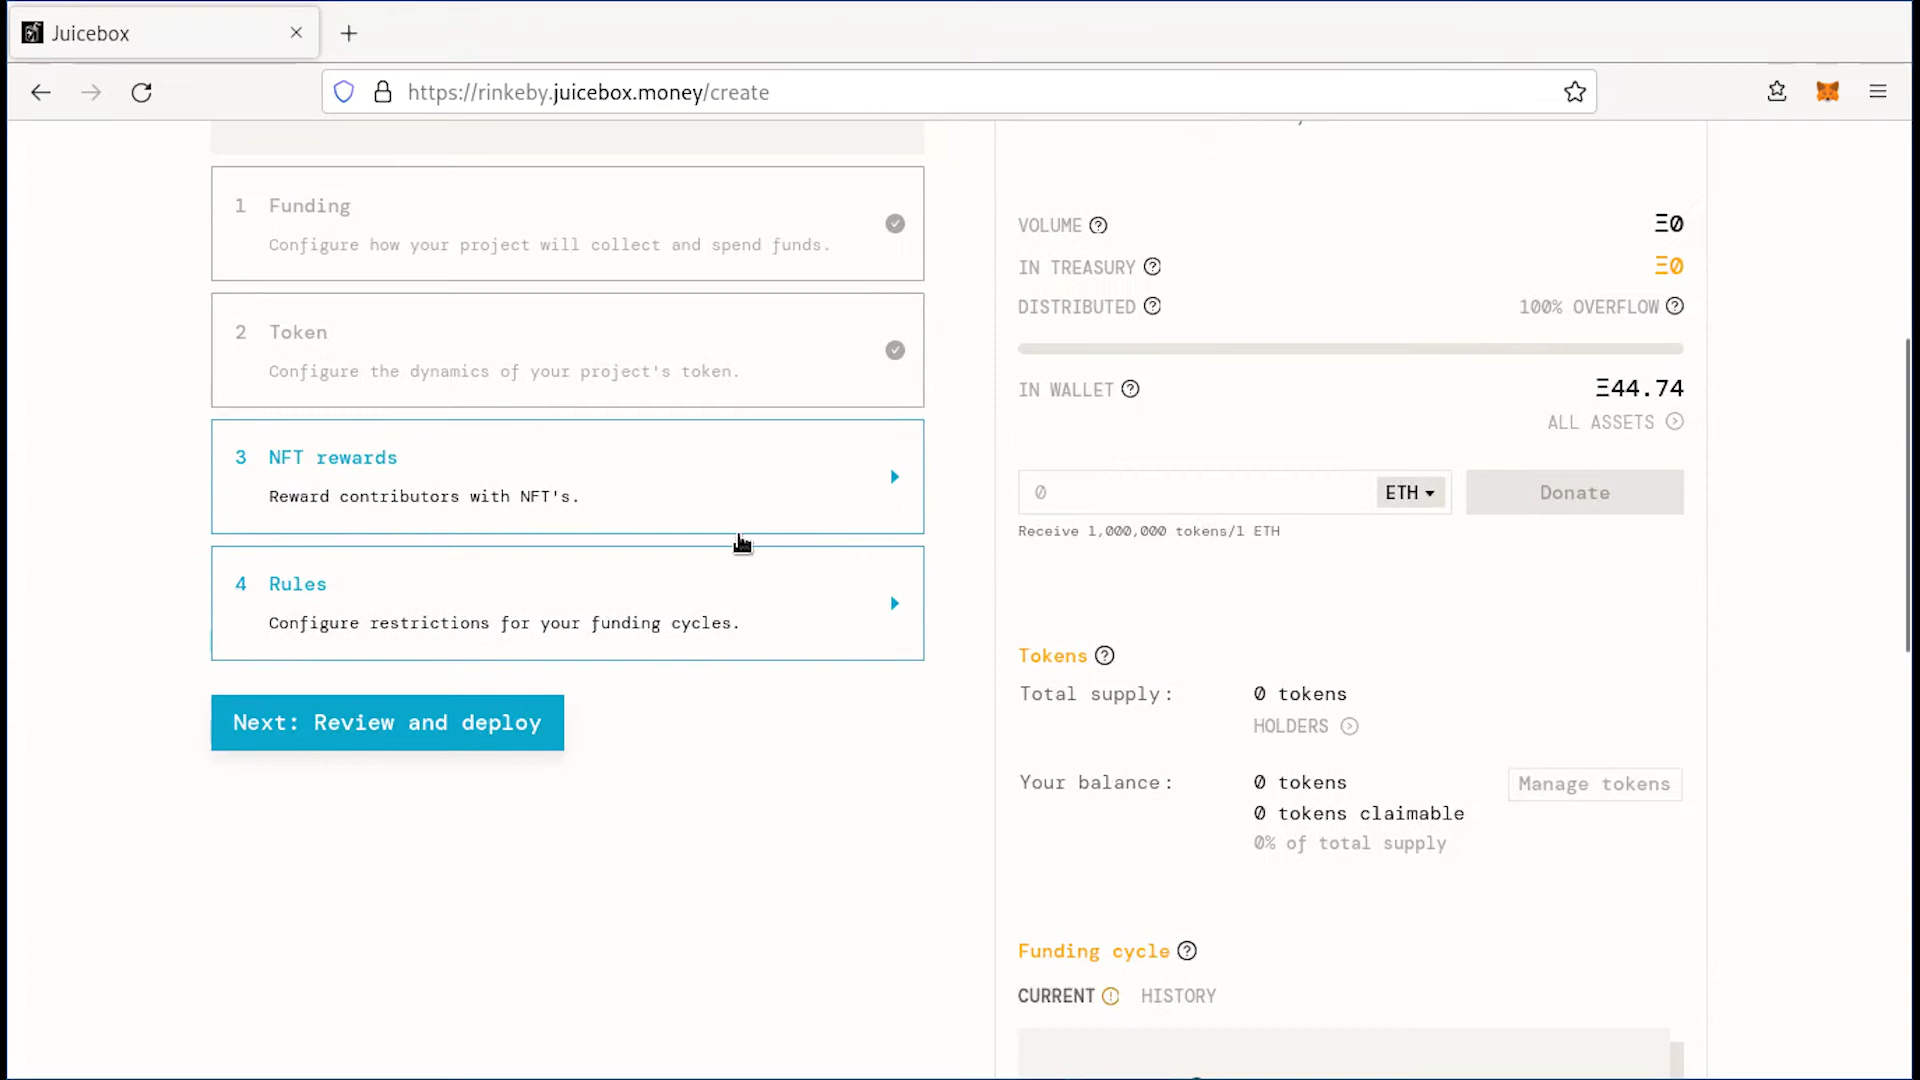 Juicebox
https://rinkeby.juicebox.money/create
1 Funding
Configure how your project will collect and spend funds.
2 Token
Configure the dynamics of your project's token.
3 NFT rewards
Reward contributors with NFT's.
4 Rules
Configure restrictions for your funding cycles.
Next: Review and deploy
VOLUME Ξ0
IN TREASURY Ξ0
DISTRIBUTED 100% OVERFLOW
IN WALLET Ξ44.74
ALL ASSETS
0 ETH Donate
Receive 1,000,000 tokens/1 ETH
Tokens
Total supply: 0 tokens
HOLDERS
Your balance: 0 tokens Manage tokens
0 tokens claimable
0% of total supply
Funding cycle
CURRENT HISTORY